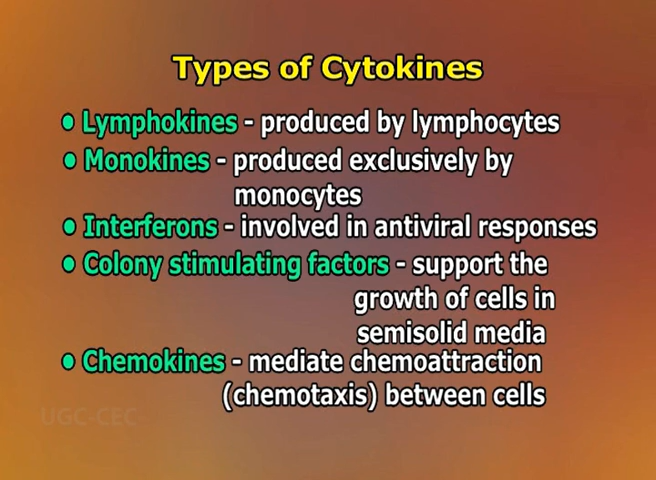 Types of Cytokines
• Lymphokines - produced by lymphocytes
• Monokines - produced exclusively by
monocytes
• Interferons - involved in antiviral responses
• Colony stimulating factors - support the
growth of cells in
semisolid media
• Chemokines - mediate chemoattraction
(chemotaxis) between cells
UGC-CEC